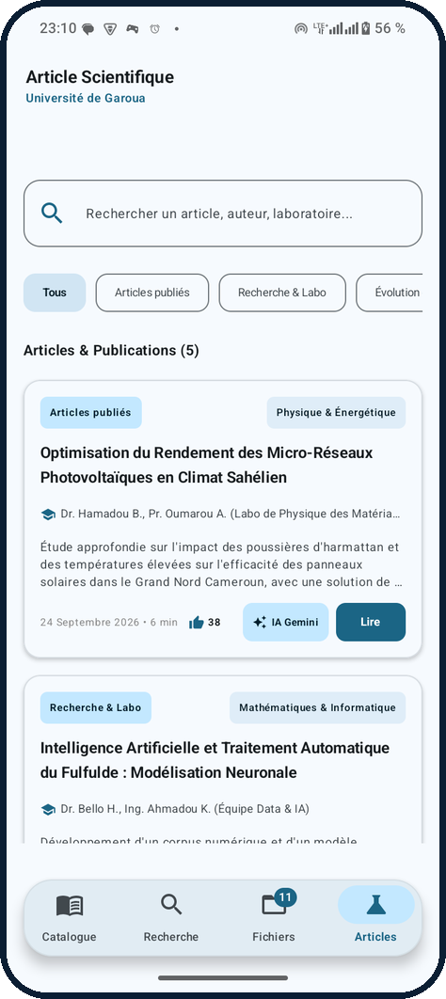 23:10
LTE+
56 %
Article Scientifique
Université de Garoua
Rechercher un article, auteur, laboratoire...
Tous
Articles publiés
Recherche & Labo
Évolution
Articles & Publications (5)
Articles publiés
Physique & Énergétique
Optimisation du Rendement des Micro-Réseaux
Photovoltaïques en Climat Sahélien
Dr. Hamadou B., Pr. Oumarou A. (Labo de Physique des Matéria…
Étude approfondie sur l'impact des poussières d'harmattan et
des températures élevées sur l'efficacité des panneaux
solaires dans le Grand Nord Cameroun, avec une solution de …
24 Septembre 2026 • 6 min
38
IA Gemini
Lire
Recherche & Labo
Mathématiques & Informatique
Intelligence Artificielle et Traitement Automatique
du Fulfulde : Modélisation Neuronale
Dr. Bello H., Ing. Ahmadou K. (Équipe Data & IA)
Développement d'un corpus numérique et d'un modèle
11
Catalogue
Recherche
Fichiers
Articles